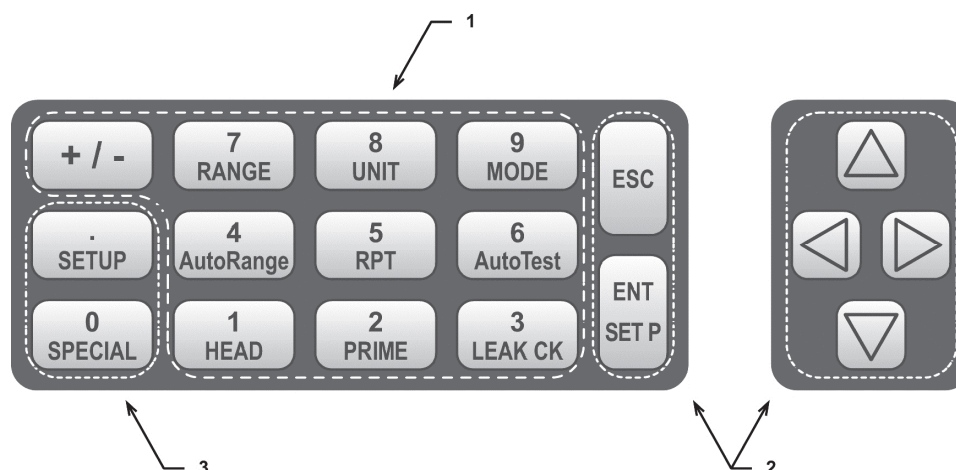 1
+ / -
7
RANGE
8
UNIT
9
MODE
ESC
.
SETUP
4
AutoRange
5
RPT
6
AutoTest
ENT
SET P
0
SPECIAL
1
HEAD
2
PRIME
3
LEAK CK
3
2